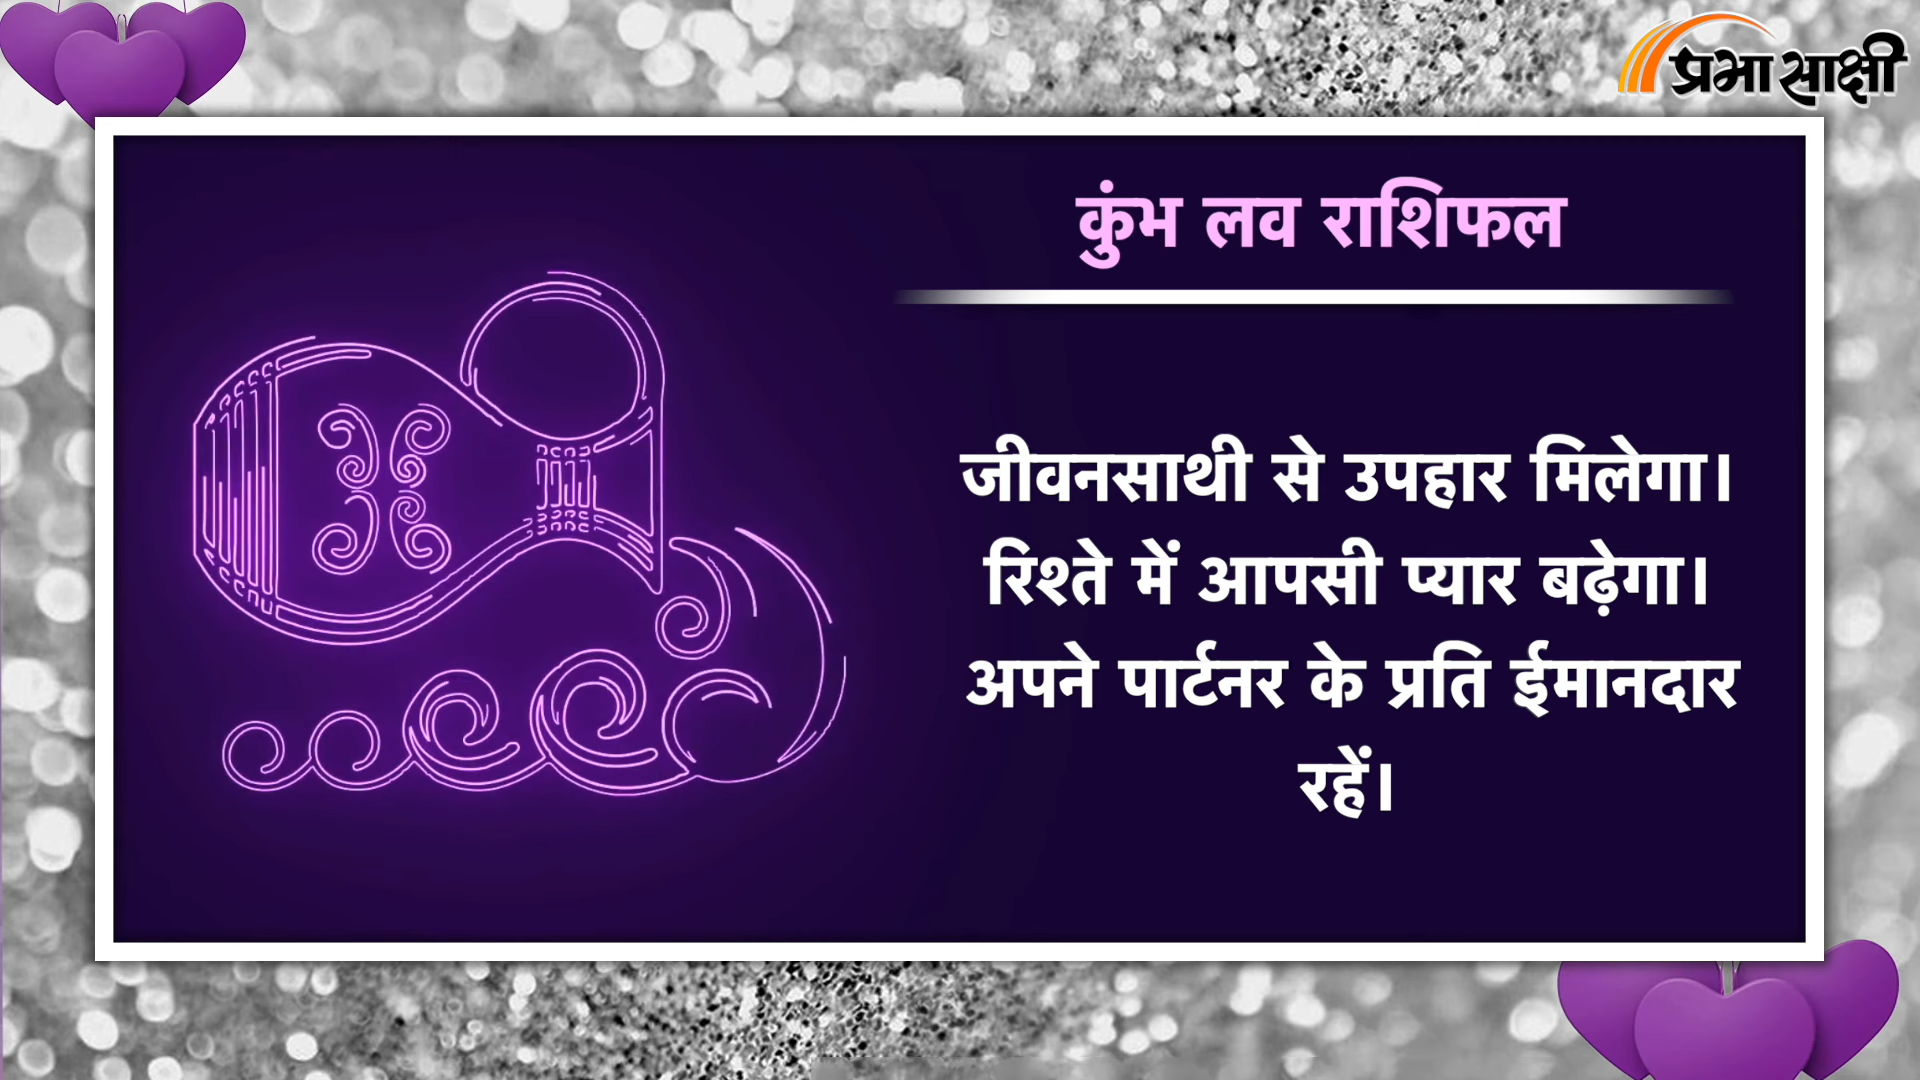 प्रभा साक्षी
कुंभ लव राशिफल
जीवनसाथी से उपहार मिलेगा।
रिश्ते में आपसी प्यार बढ़ेगा।
अपने पार्टनर के प्रति ईमानदार
रहें।